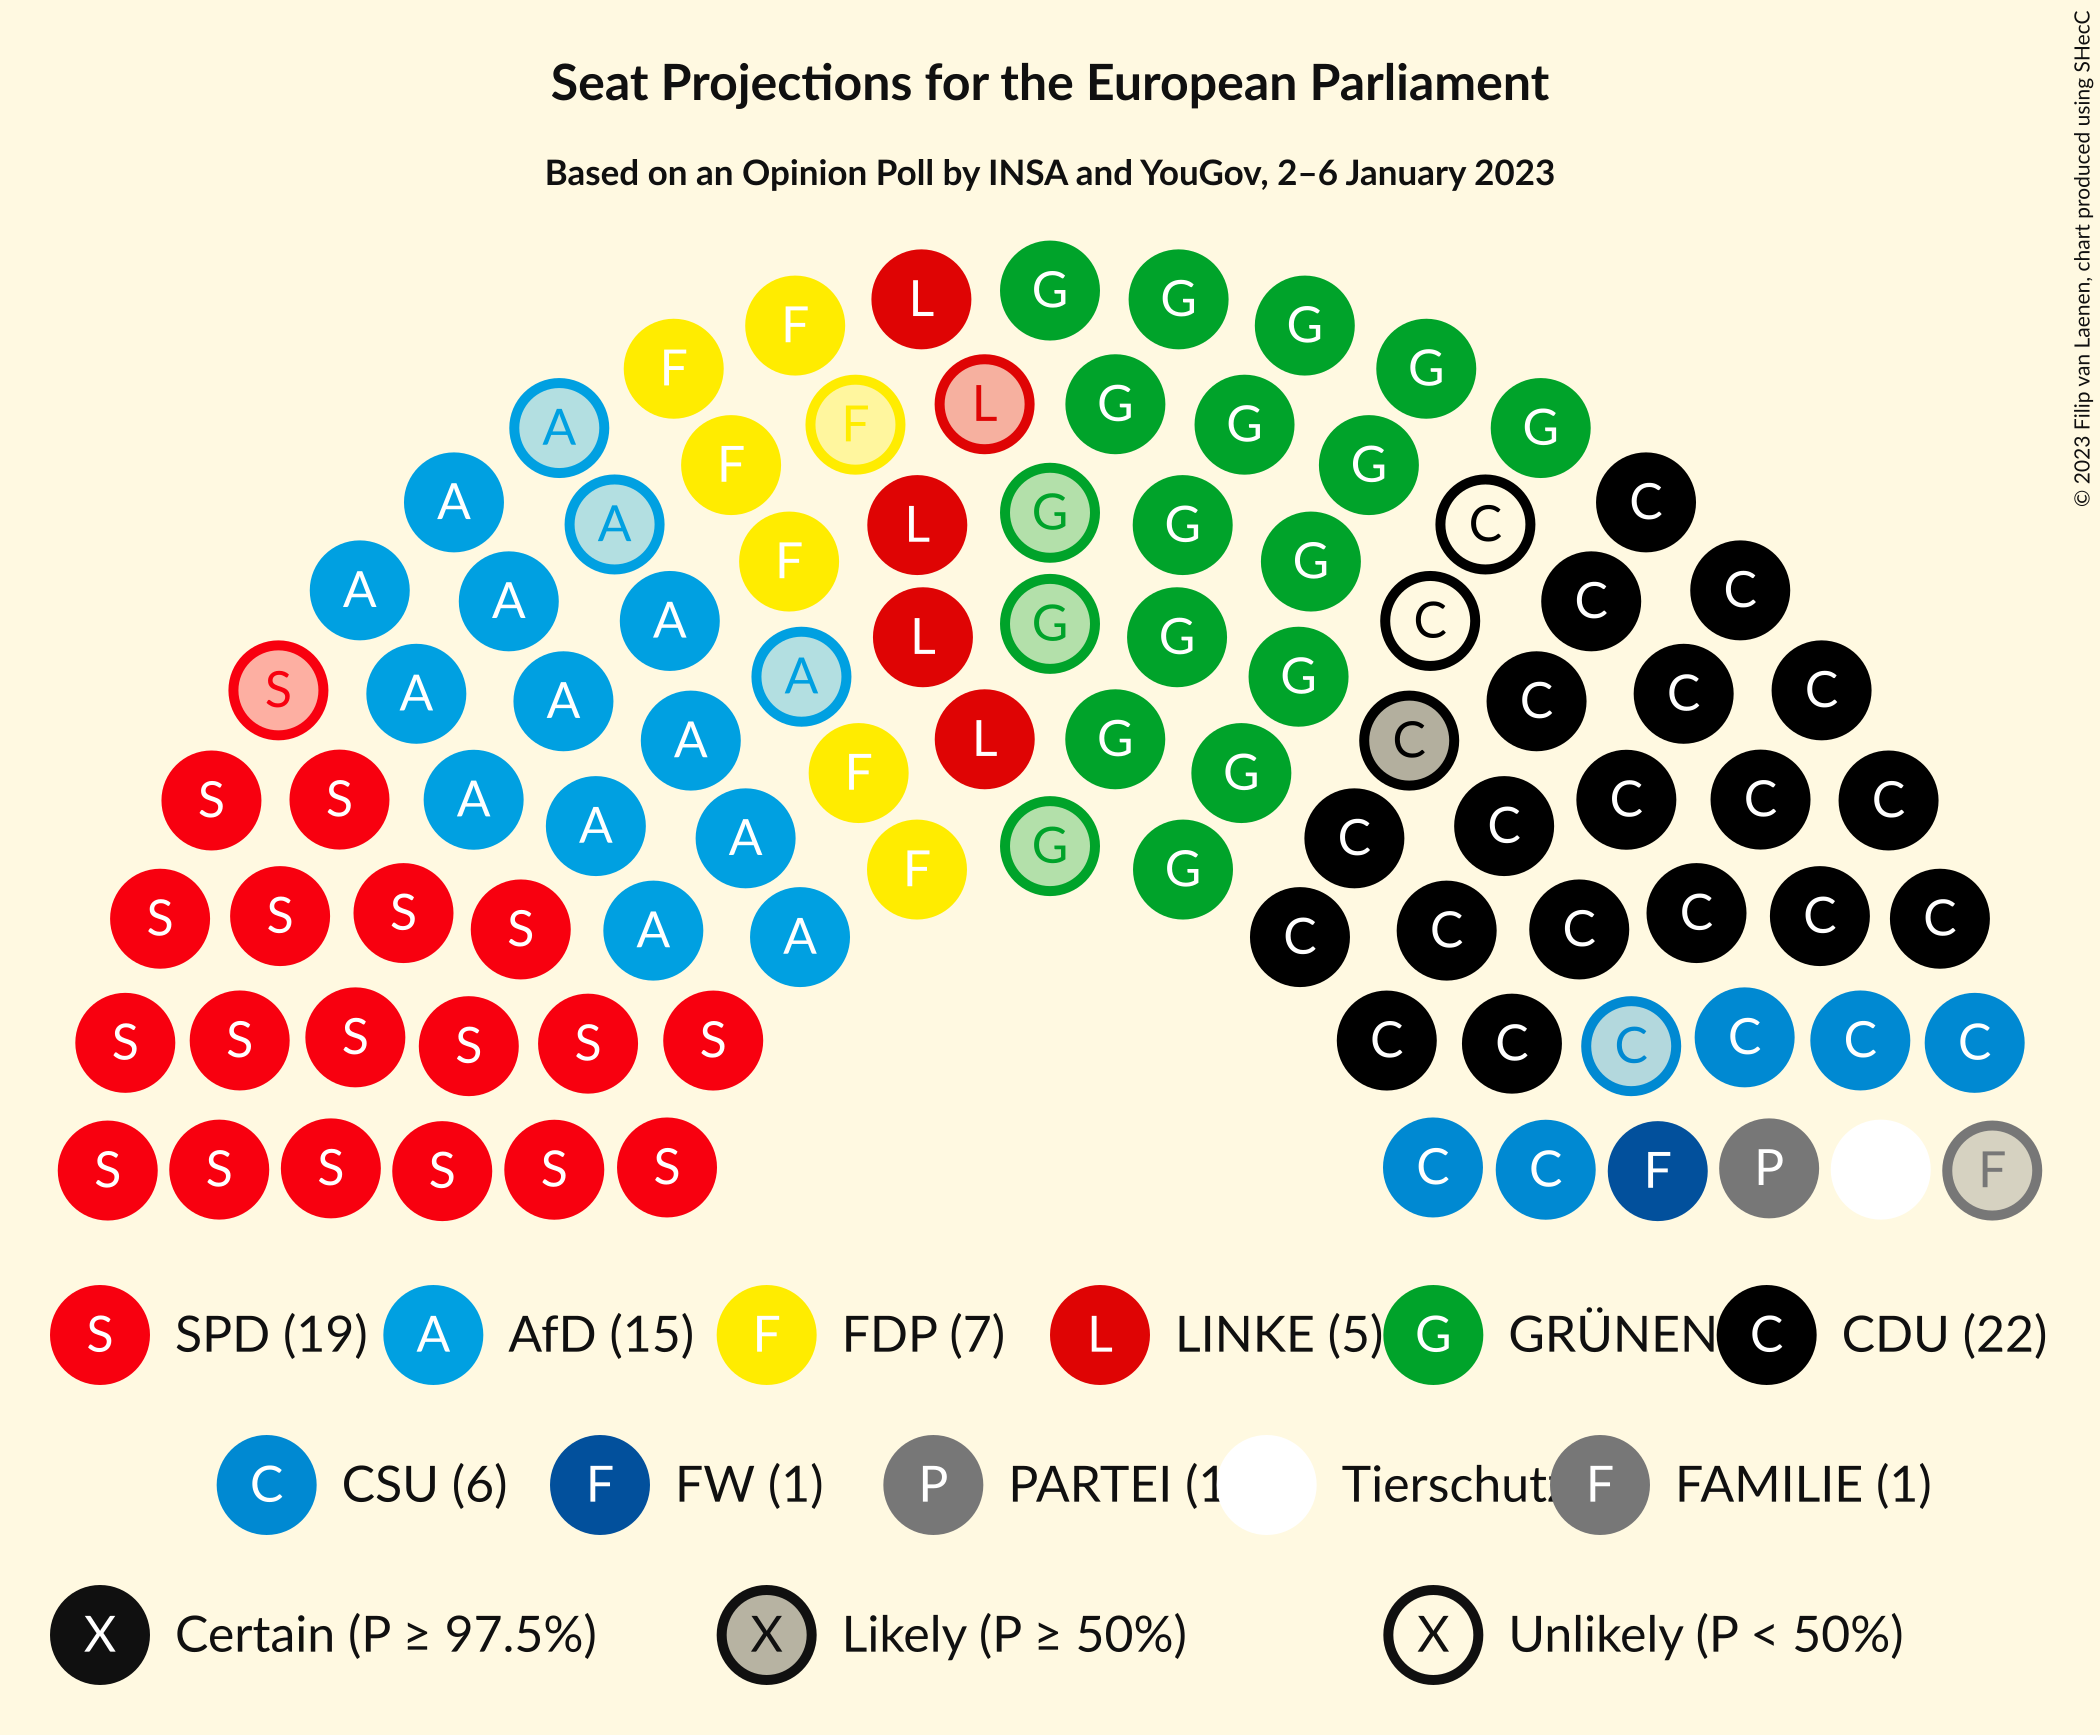 Seat Projections for the European Parliament
Based on an Opinion Poll by INSA and YouGov, 2–6 January 2023
© 2023 Filip van Laenen, chart produced using SHecC
L G G G
F F G
A F L G G G
A F G
A L G G C C
A A F G
A A L G G C C C
S A A A G C C
A A C C C
S S A A A F L G G C C C C C C
A A F G G C C
S S S S A A C C C C C C
S S S S S S C C C C C C
S S S S S S C C F P F
S SPD (19) A AfD (15) F FDP (7) L LINKE (5) G GRÜNEN C CDU (22)
C CSU (6) F FW (1) P PARTEI (1 Tierschutz F FAMILIE (1)
X Certain (P ≥ 97.5%) X Likely (P ≥ 50%) X Unlikely (P < 50%)